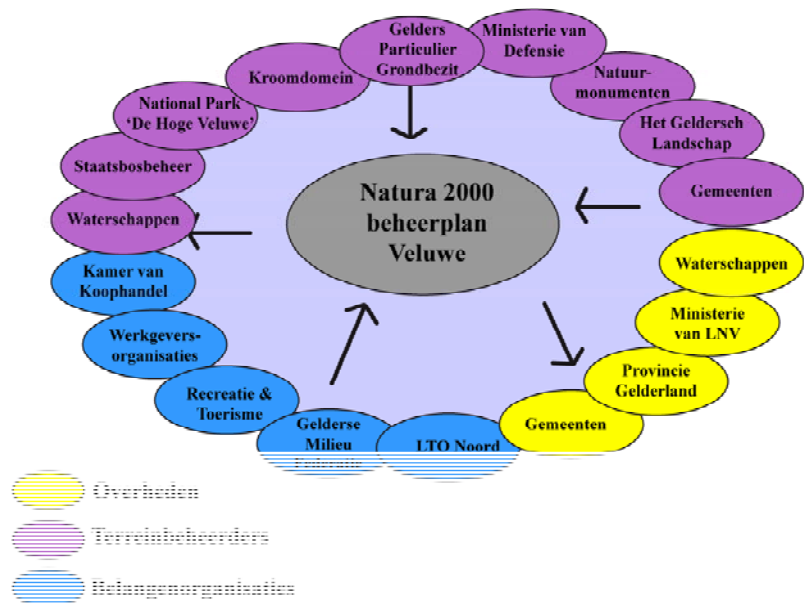 Gelders
Particulier
Grondbezit
Ministerie van
Defensie
Natuur-
monumenten
Het Geldersch
Landschap
Gemeenten
Kroomdomein
National Park
‘De Hoge Veluwe’
Staatsbosbeheer
Waterschappen
Natura 2000
beheerplan
Veluwe
Waterschappen
Ministerie
van LNV
Provincie
Gelderland
Gemeenten
Kamer van
Koophandel
Werkgevers-
organisaties
Recreatie &
Toerisme
Gelderse
Milieu
Federatie
LTO Noord
Overheden
Terreinbeheerders
Belangenorganisaties